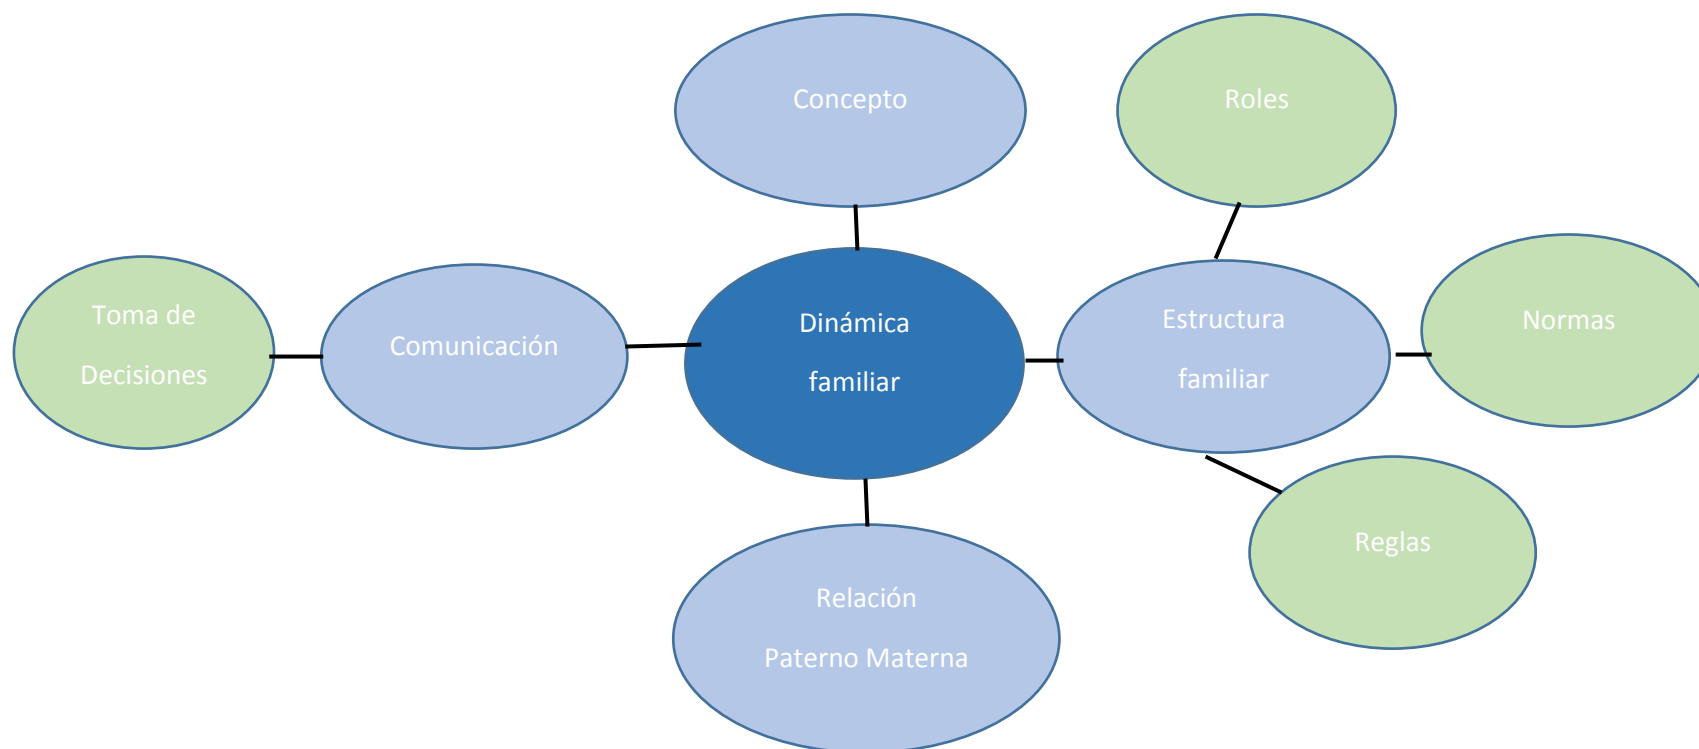 Concepto
Roles
Toma de
Decisiones
Comunicación
Dinámica
familiar
Estructura
familiar
Normas
Reglas
Relación
Paterno Materna